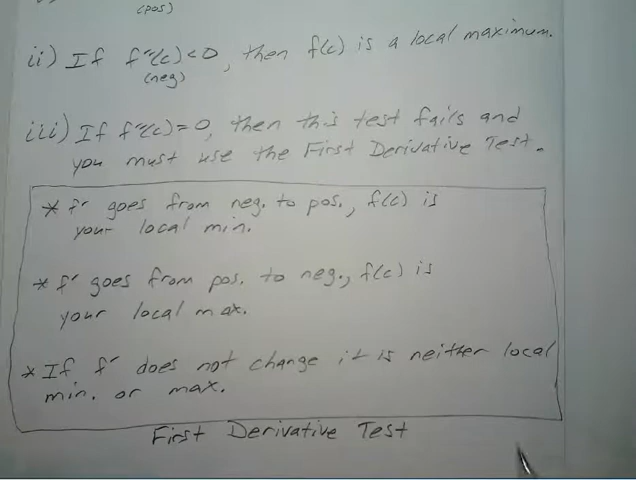 (pos)
ii) If f"(c)<0, then f(c) is a local maximum.
(neg)
iii) If f"(c)=0, then this test fails and
you must use the First Derivative Test.
* f' goes from neg. to pos., f(c) is
your local min.
* f' goes from pos. to neg., f(c) is
your local max.
* If f' does not change it is neither local
min. or max.
First Derivative Test